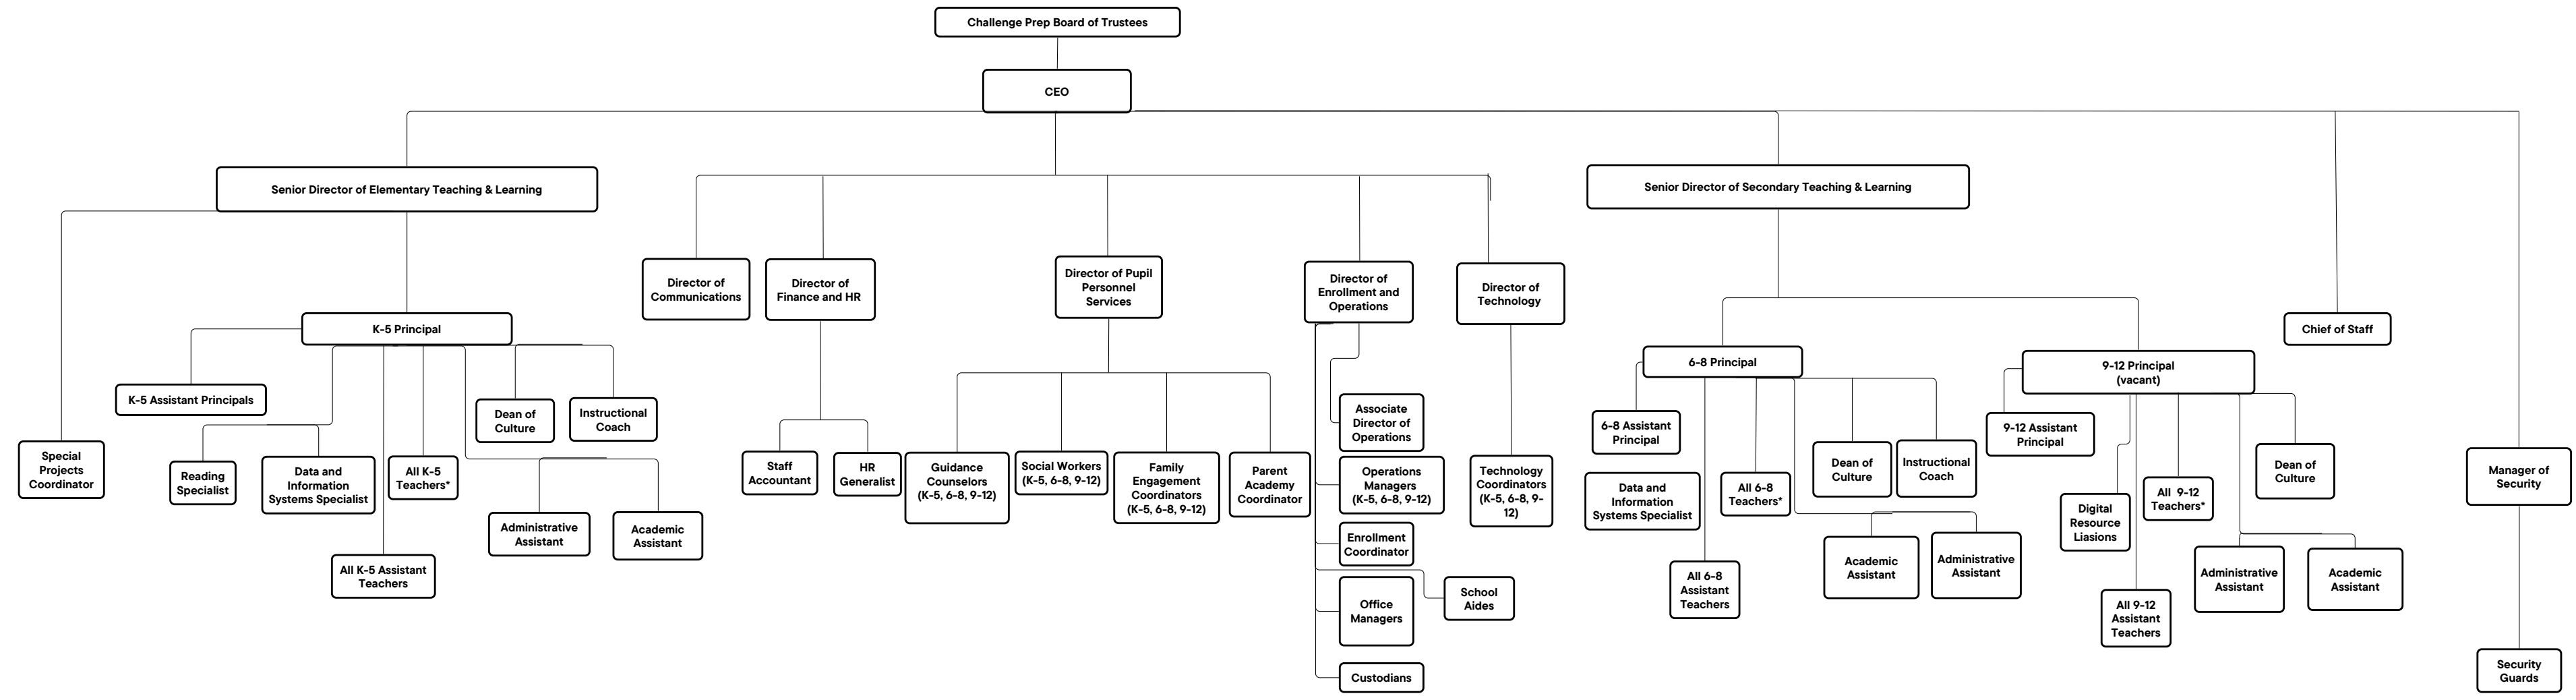 Challenge Prep Board of Trustees
CEO
Senior Director of Elementary Teaching & Learning
Senior Director of Secondary Teaching & Learning
Director of
Communications
Director of
Finance and HR
Director of Pupil
Personnel
Services
Director of
Enrollment and
Operations
Director of
Technology
K-5 Principal
Chief of Staff
6-8 Principal
9-12 Principal
(vacant)
K-5 Assistant Principals
Dean of
Culture
Instructional
Coach
Special
Projects
Coordinator
Reading
Specialist
Data and
Information
Systems Specialist
All K-5
Teachers*
Administrative
Assistant
Academic
Assistant
All K-5 Assistant
Teachers
Staff
Accountant
HR
Generalist
Guidance
Counselors
(K-5, 6-8, 9-12)
Social Workers
(K-5, 6-8, 9-12)
Family
Engagement
Coordinators
(K-5, 6-8, 9-12)
Parent
Academy
Coordinator
Associate
Director of
Operations
Operations
Managers
(K-5, 6-8, 9-12)
Enrollment
Coordinator
Office
Managers
School
Aides
Custodians
Technology
Coordinators
(K-5, 6-8, 9-
12)
6-8 Assistant
Principal
Data and
Information
Systems Specialist
All 6-8
Teachers*
Dean of
Culture
Instructional
Coach
All 6-8
Assistant
Teachers
Academic
Assistant
Administrative
Assistant
9-12 Assistant
Principal
Digital
Resource
Liasions
All 9-12
Teachers*
Dean of
Culture
All 9-12
Assistant
Teachers
Administrative
Assistant
Academic
Assistant
Manager of
Security
Security
Guards